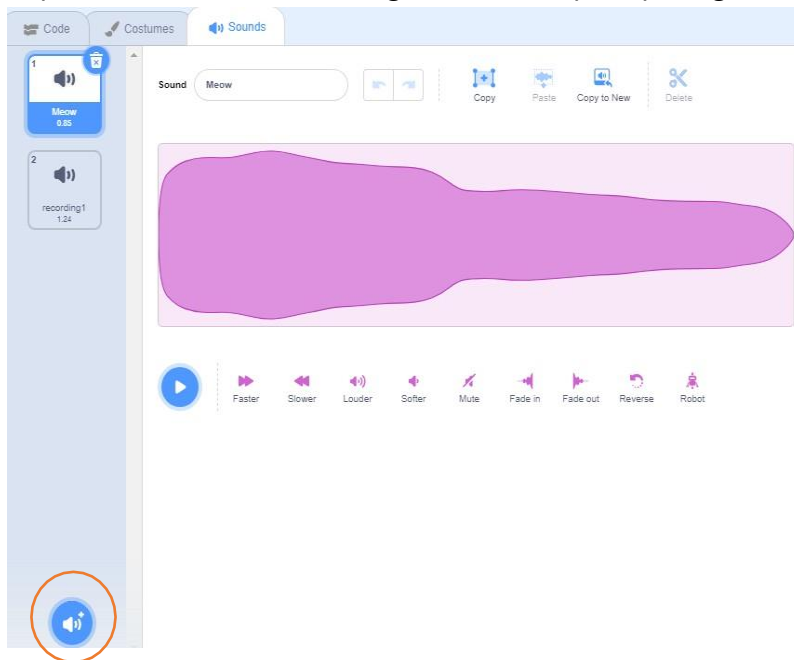 Code Costumes Sounds
1
Meow
0.85
2
recording1
1.24
Sound Meow Copy Paste Copy to New Delete
Faster Slower Louder Softer Mute Fade in Fade out Reverse Robot